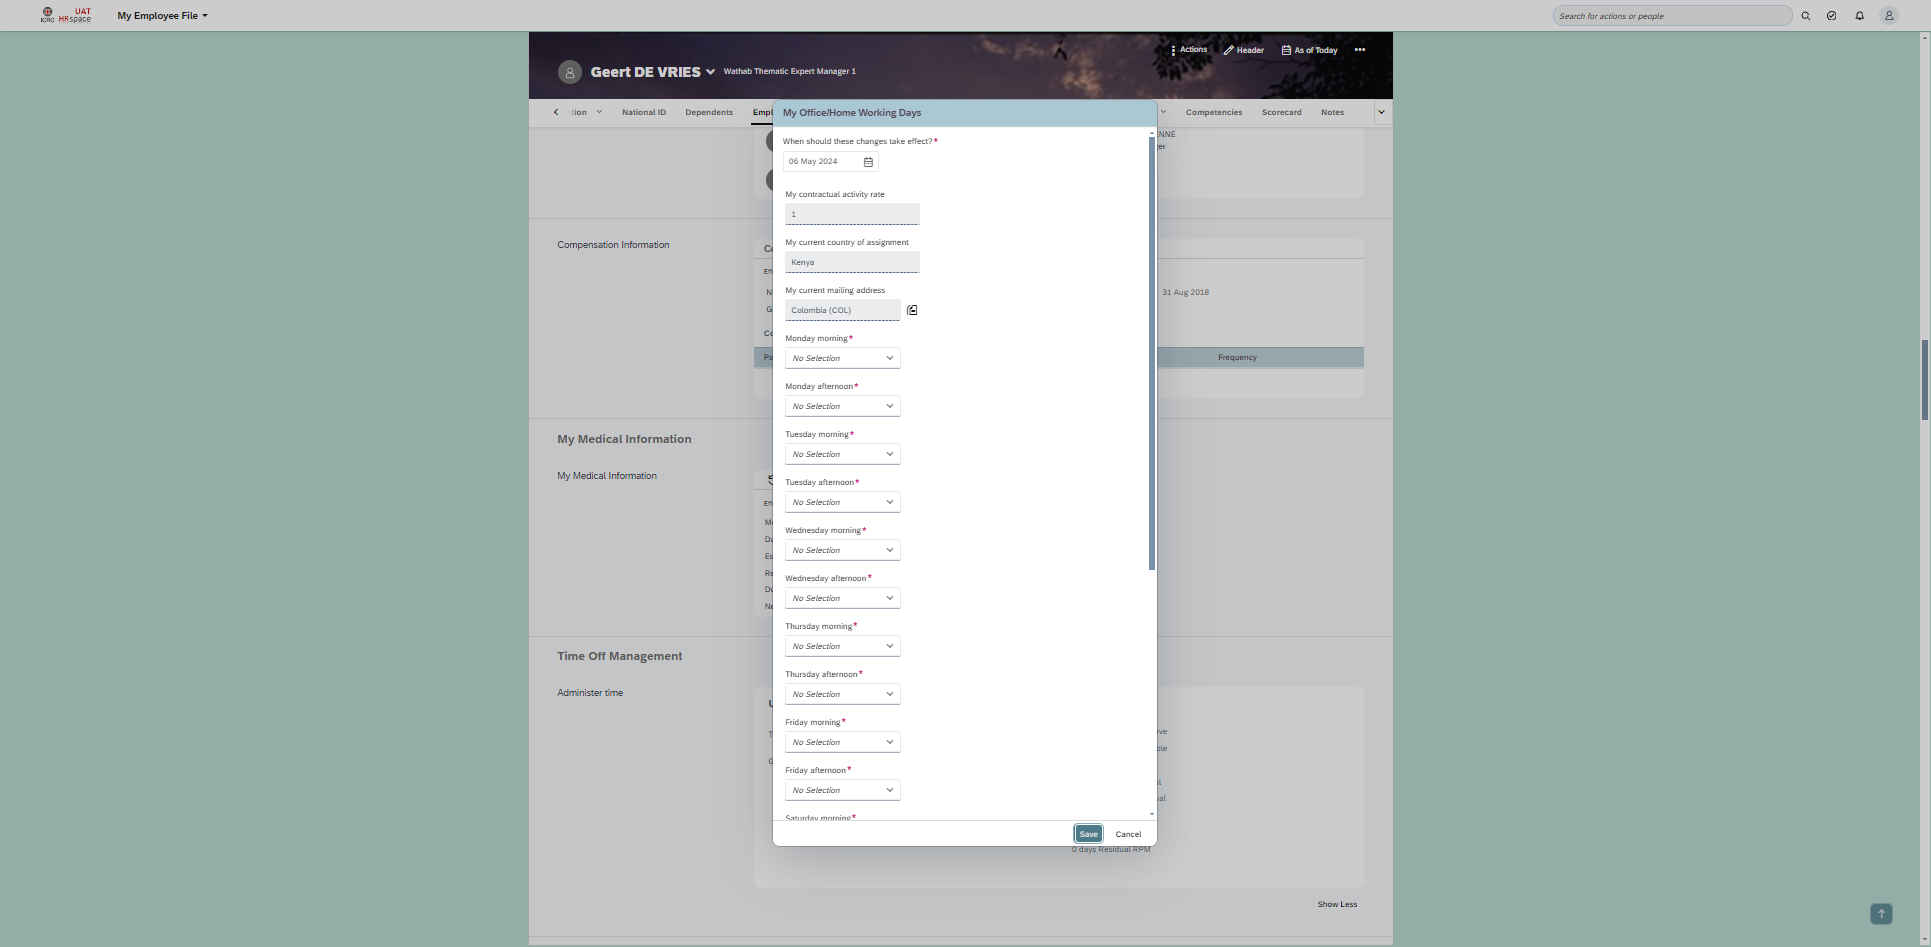 ICRC
UAT
HRspace
My Employee File
Search for actions or people
Actions
Header
As of Today
Geert DE VRIES
Wathab Thematic Expert Manager 1
National ID
Dependents
Empl
Competencies
Scorecard
Notes
My Office/Home Working Days
When should these changes take effect?*
06 May 2024
My contractual activity rate
1
My current country of assignment
Kenya
My current mailing address
Colombia (COL)
Monday morning*
No Selection
Monday afternoon*
No Selection
Tuesday morning*
No Selection
Tuesday afternoon*
No Selection
Wednesday morning*
No Selection
Wednesday afternoon*
No Selection
Thursday morning*
No Selection
Thursday afternoon*
No Selection
Friday morning*
No Selection
Friday afternoon*
No Selection
Saturday morning*
Save
Cancel
Compensation Information
31 Aug 2018
Frequency
My Medical Information
My Medical Information
Time Off Management
Administer time
0 days Residual RPM
Show Less